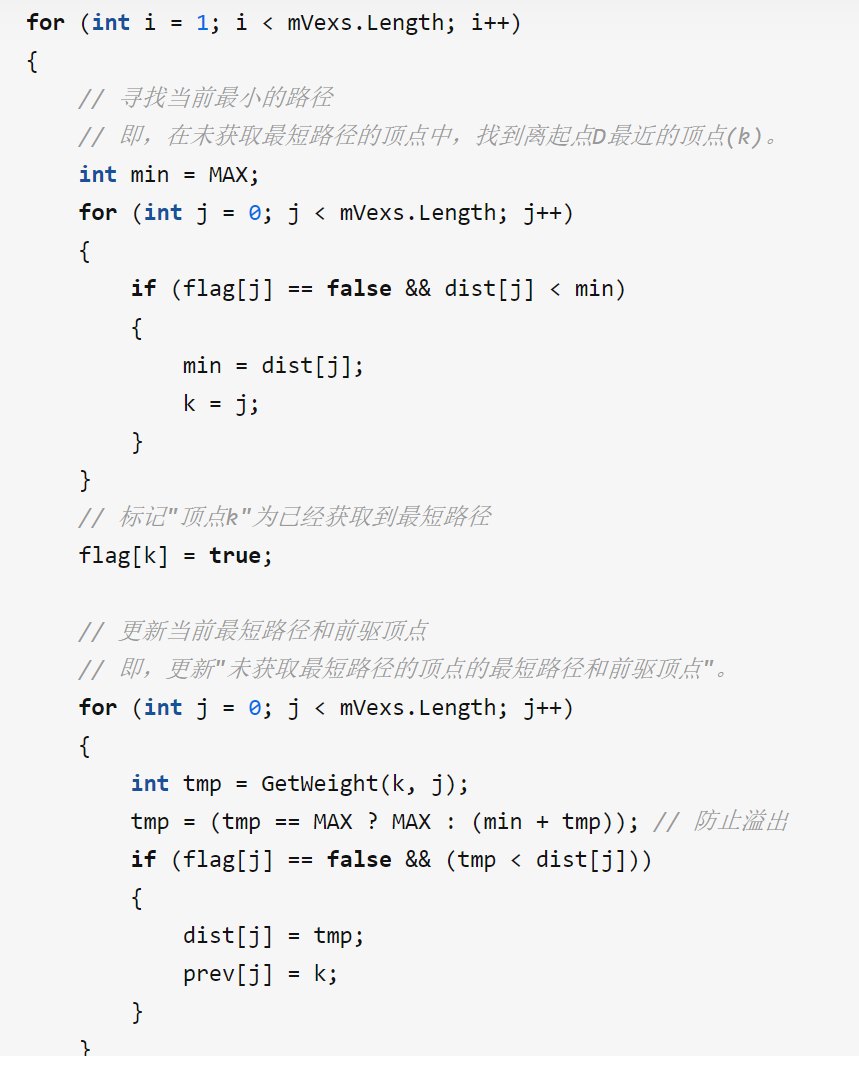 for (int i = 1; i < mVexs.Length; i++)
{
    // 寻找当前最小的路径
    // 即，在未获取最短路径的顶点中，找到离起点D最近的顶点(k)。
    int min = MAX;
    for (int j = 0; j < mVexs.Length; j++)
    {
        if (flag[j] == false && dist[j] < min)
        {
            min = dist[j];
            k = j;
        }
    }
    // 标记"顶点k"为已经获取到最短路径
    flag[k] = true;

    // 更新当前最短路径和前驱顶点
    // 即，更新"未获取最短路径的顶点的最短路径和前驱顶点"。
    for (int j = 0; j < mVexs.Length; j++)
    {
        int tmp = GetWeight(k, j);
        tmp = (tmp == MAX ? MAX : (min + tmp)); // 防止溢出
        if (flag[j] == false && (tmp < dist[j]))
        {
            dist[j] = tmp;
            prev[j] = k;
        }
    }